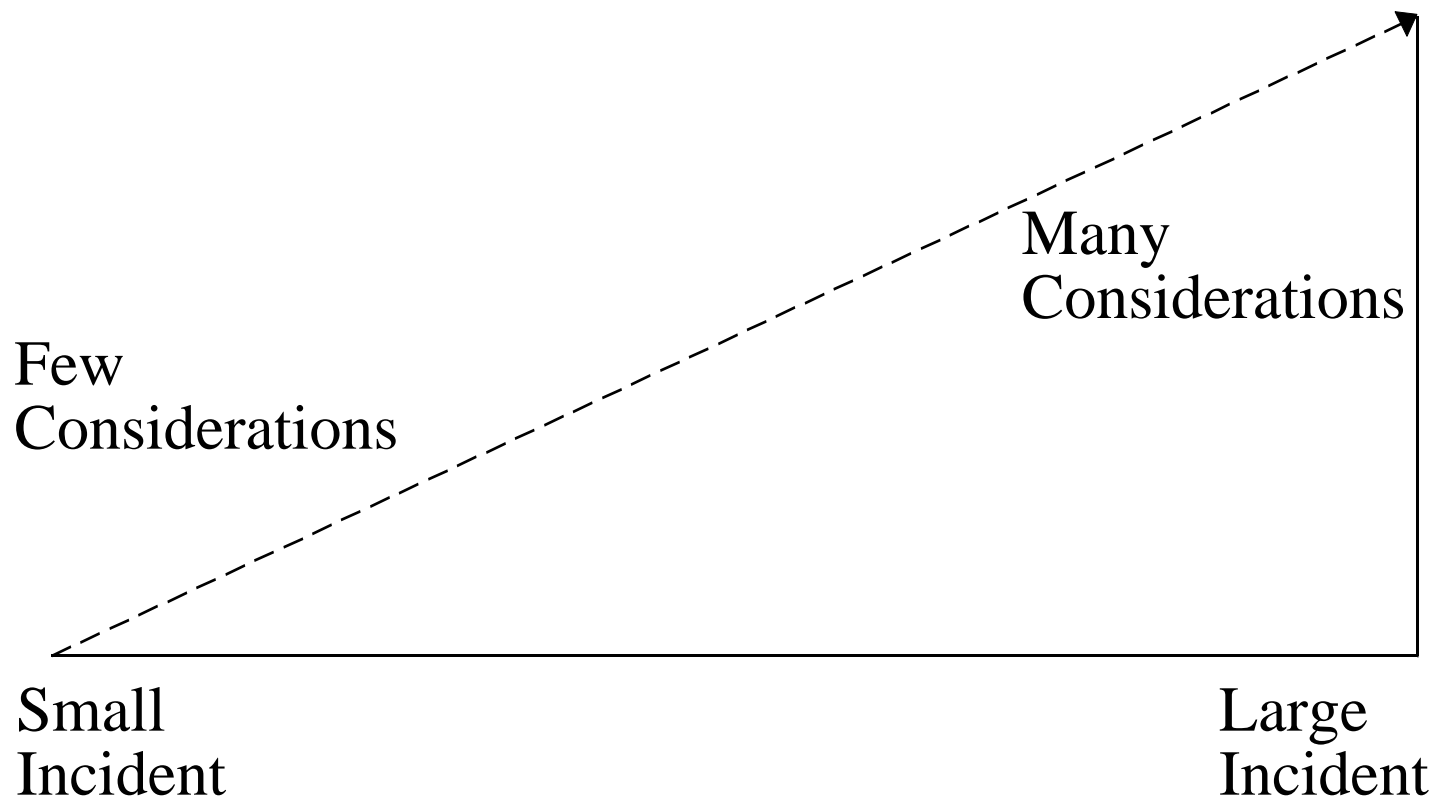 Many
Considerations
Few
Considerations
Small
Incident
Large
Incident